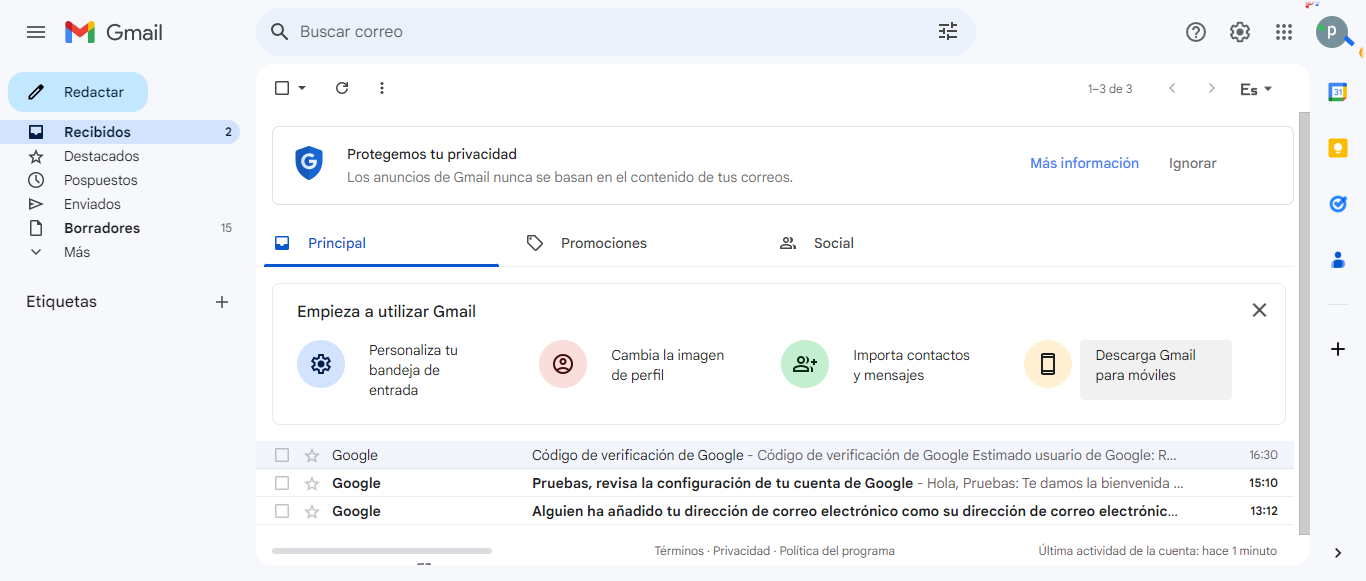 Gmail
Buscar correo
P
Redactar
1–3 de 3
Es
31
Recibidos 2
Destacados
Pospuestos
Enviados
Borradores 15
Más
Etiquetas
G
Protegemos tu privacidad
Los anuncios de Gmail nunca se basan en el contenido de tus correos.
Más información
Ignorar
Principal
Promociones
Social
Empieza a utilizar Gmail
Personaliza tu
bandeja de
entrada
Cambia la imagen
de perfil
Importa contactos
y mensajes
Descarga Gmail
para móviles
Google Código de verificación de Google - Código de verificación de Google Estimado usuario de Google: R... 16:30
Google Pruebas, revisa la configuración de tu cuenta de Google - Hola, Pruebas: Te damos la bienvenida ... 15:10
Google Alguien ha añadido tu dirección de correo electrónico como su dirección de correo electrónic... 13:12
Términos · Privacidad · Política del programa
Última actividad de la cuenta: hace 1 minuto